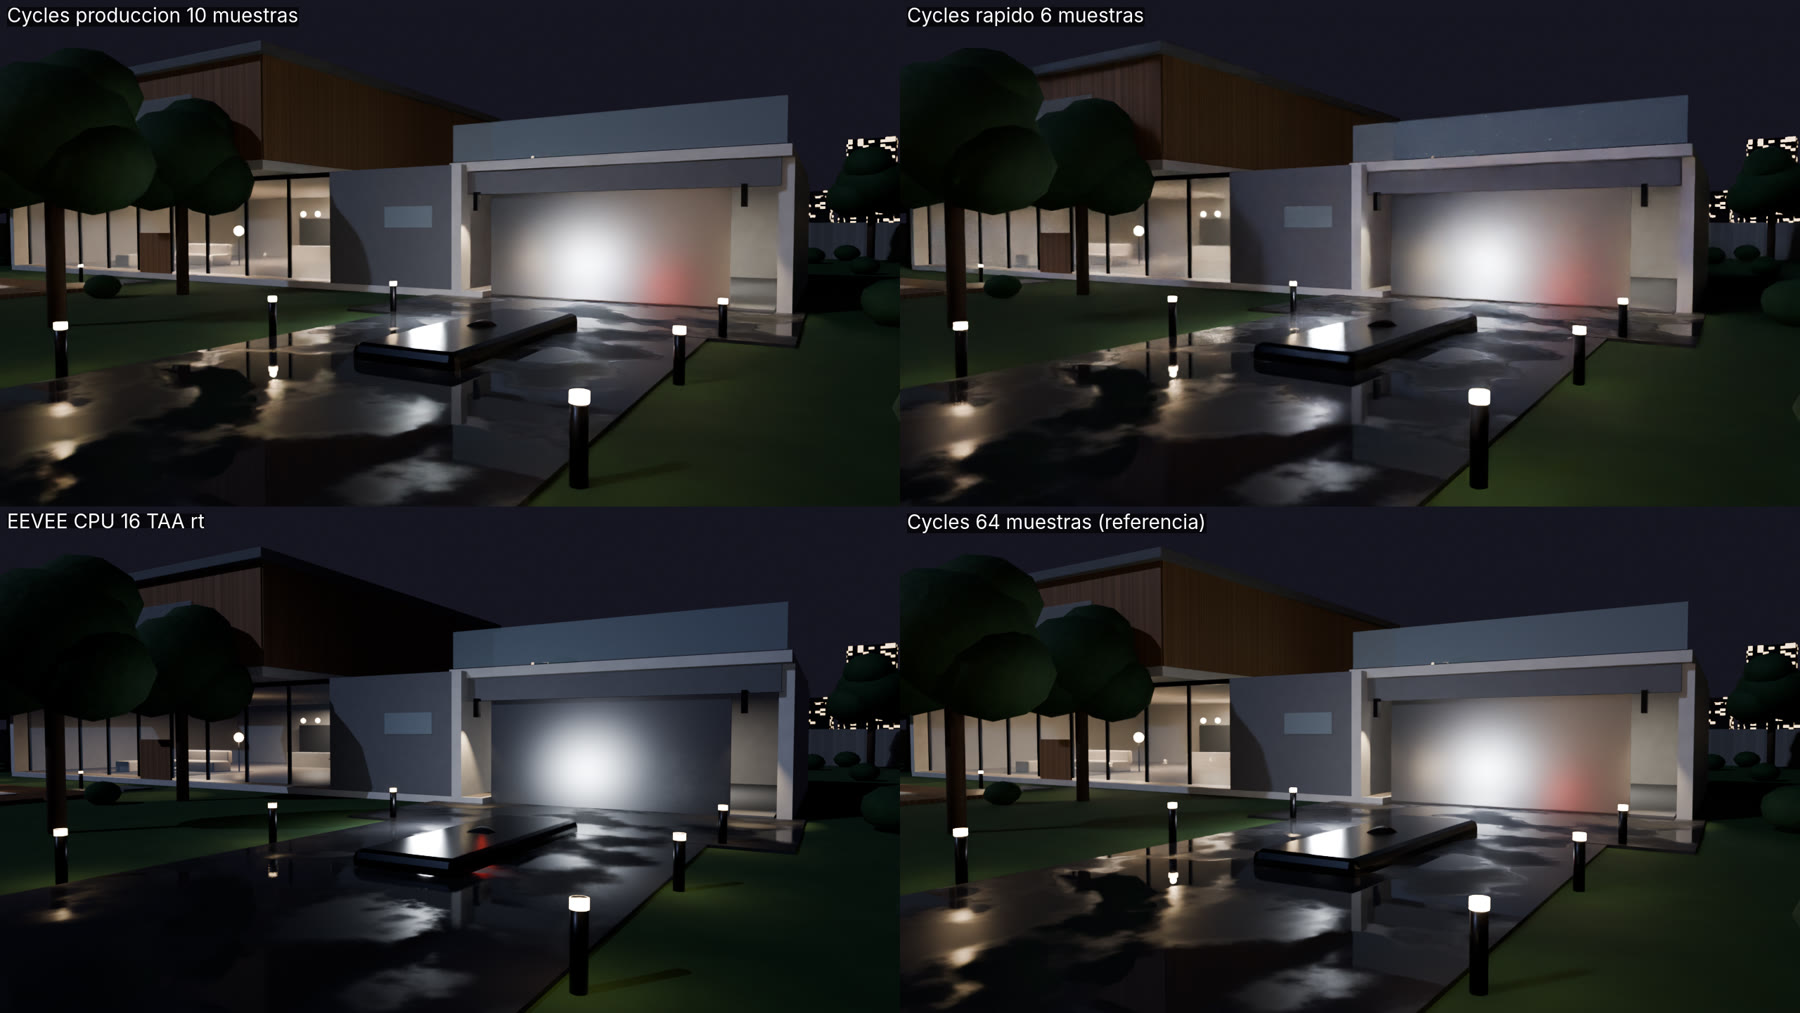 Cycles produccion 10 muestras
Cycles rapido 6 muestras
EEVEE CPU 16 TAA rt
Cycles 64 muestras (referencia)